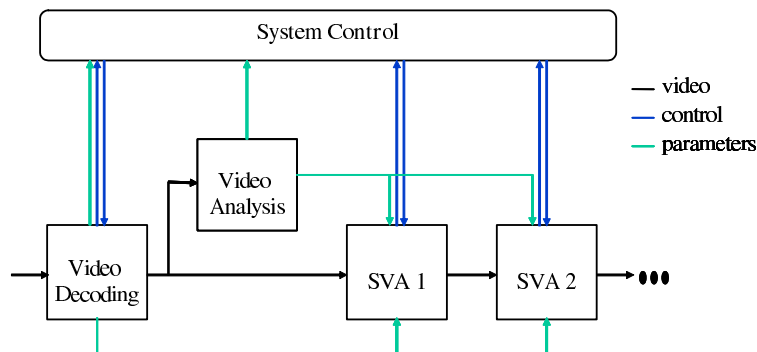 System Control
video
control
parameters
Video
Analysis
Video
Decoding
SVA 1
SVA 2